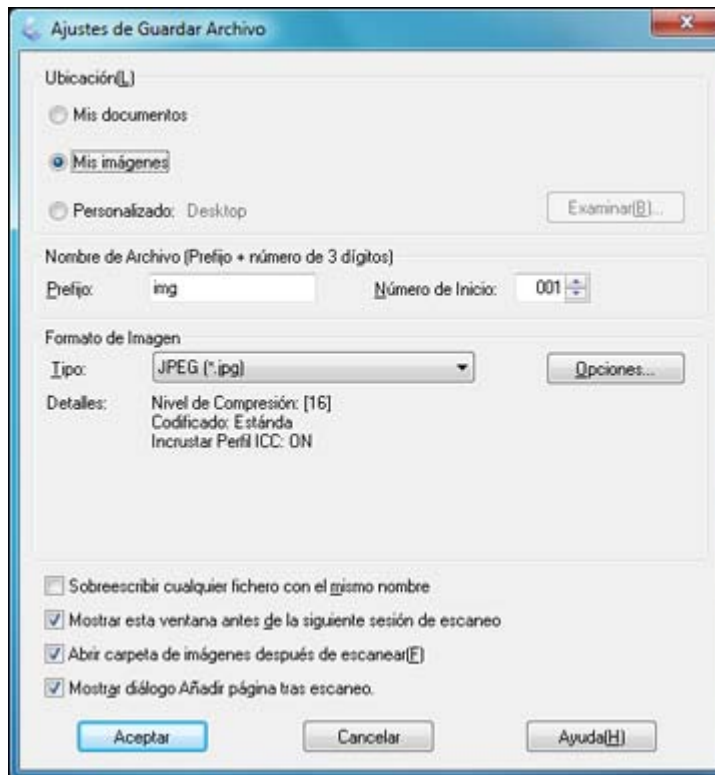 Ajustes de Guardar Archivo
Ubicación(L)
Mis documentos
Mis imágenes
Personalizado: Desktop Examinar(B)...
Nombre de Archivo (Prefijo + número de 3 dígitos)
Prefijo: img Número de Inicio: 001
Formato de Imagen
Tipo: JPEG (*.jpg) Opciones...
Detalles: Nivel de Compresión: [16]
Codificado: Estánda
Incrustar Perfil ICC: ON
Sobreescribir cualquier fichero con el mismo nombre
Mostrar esta ventana antes de la siguiente sesión de escaneo
Abrir carpeta de imágenes después de escanear(F)
Mostrar diálogo Añadir página tras escaneo.
Aceptar Cancelar Ayuda(H)